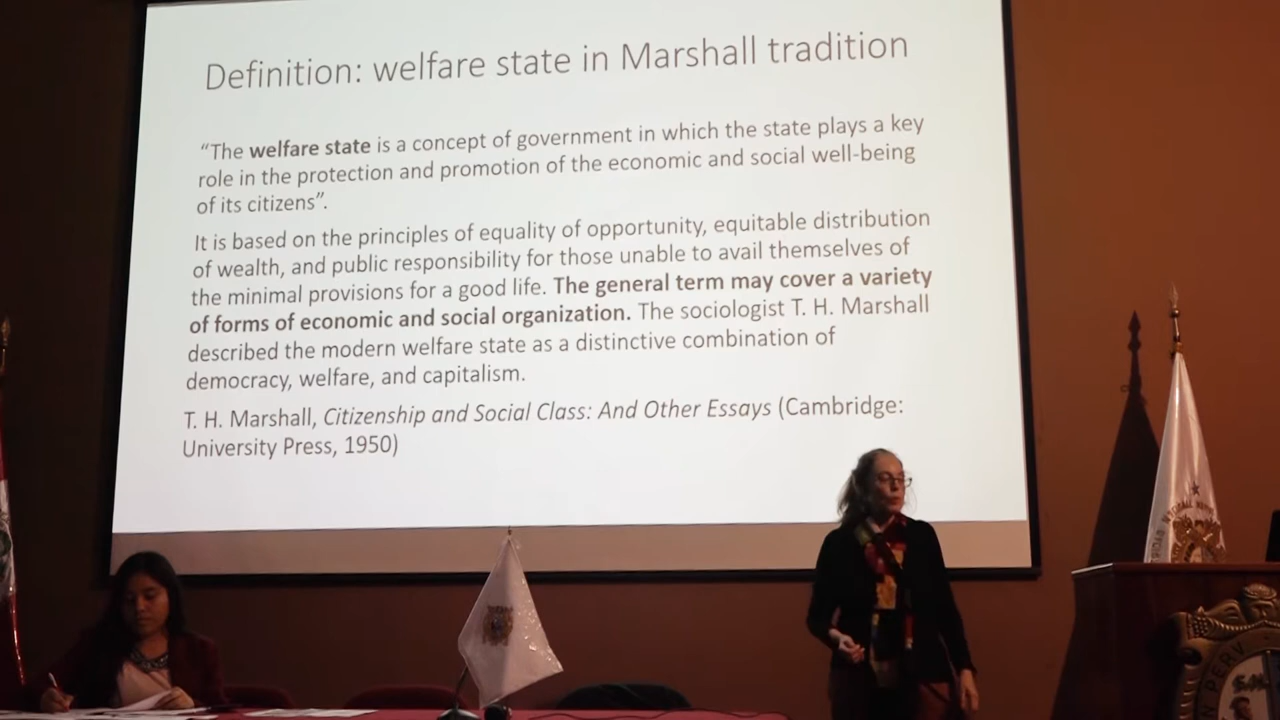 Definition: welfare state in Marshall tradition
“The welfare state is a concept of government in which the state plays a key
role in the protection and promotion of the economic and social well-being
of its citizens”.
It is based on the principles of equality of opportunity, equitable distribution
of wealth, and public responsibility for those unable to avail themselves of
the minimal provisions for a good life. The general term may cover a variety
of forms of economic and social organization. The sociologist T. H. Marshall
described the modern welfare state as a distinctive combination of
democracy, welfare, and capitalism.
T. H. Marshall, Citizenship and Social Class: And Other Essays (Cambridge:
University Press, 1950)
PERV